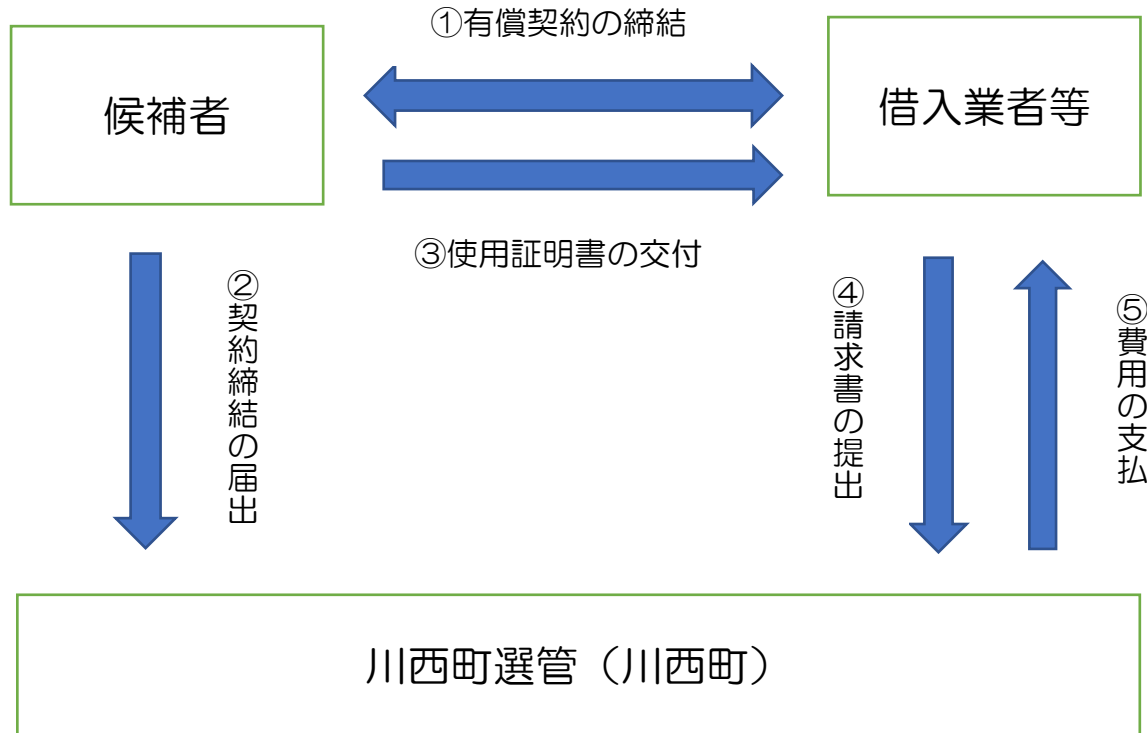 ①有償契約の締結
候補者
借入業者等
③使用証明書の交付
②契約締結の届出
④請求書の提出
⑤費用の支払
川西町選管（川西町）